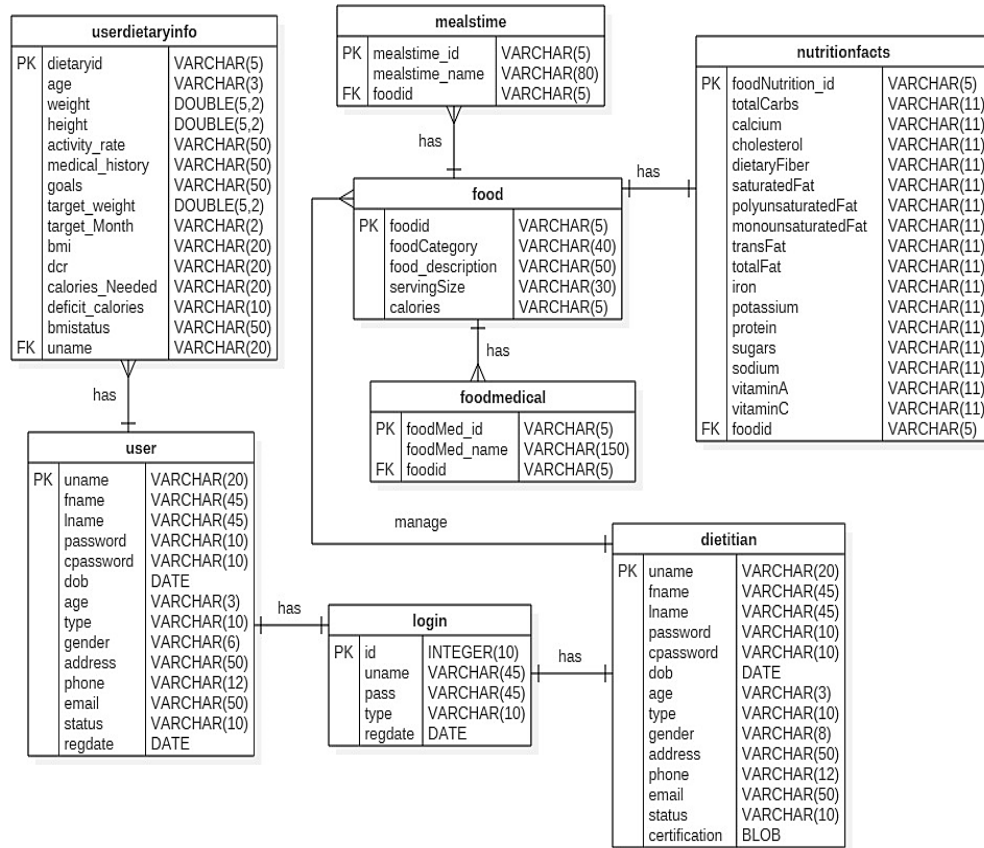 userdietaryinfo
PK dietaryid VARCHAR(5)
age VARCHAR(3)
weight DOUBLE(5,2)
height DOUBLE(5,2)
activity_rate VARCHAR(50)
medical_history VARCHAR(50)
goals VARCHAR(50)
target_weight DOUBLE(5,2)
target_Month VARCHAR(2)
bmi VARCHAR(20)
dcr VARCHAR(20)
calories_Needed VARCHAR(20)
deficit_calories VARCHAR(10)
bmistatus VARCHAR(50)
FK uname VARCHAR(20)
mealstime
PK mealstime_id VARCHAR(5)
mealstime_name VARCHAR(80)
FK foodid VARCHAR(5)
nutritionfacts
PK foodNutrition_id VARCHAR(5)
totalCarbs VARCHAR(11)
calcium VARCHAR(11)
cholesterol VARCHAR(11)
dietaryFiber VARCHAR(11)
saturatedFat VARCHAR(11)
polyunsaturatedFat VARCHAR(11)
monounsaturatedFat VARCHAR(11)
transFat VARCHAR(11)
totalFat VARCHAR(11)
iron VARCHAR(11)
potassium VARCHAR(11)
protein VARCHAR(11)
sugars VARCHAR(11)
sodium VARCHAR(11)
vitaminA VARCHAR(11)
vitaminC VARCHAR(11)
FK foodid VARCHAR(5)
has
has
food
PK foodid VARCHAR(5)
foodCategory VARCHAR(40)
food_description VARCHAR(50)
servingSize VARCHAR(30)
calories VARCHAR(5)
has
foodmedical
PK foodMed_id VARCHAR(5)
foodMed_name VARCHAR(150)
FK foodid VARCHAR(5)
has
user
PK uname VARCHAR(20)
fname VARCHAR(45)
lname VARCHAR(45)
password VARCHAR(10)
cpassword VARCHAR(10)
dob DATE
age VARCHAR(3)
type VARCHAR(10)
gender VARCHAR(6)
address VARCHAR(50)
phone VARCHAR(12)
email VARCHAR(50)
status VARCHAR(10)
regdate DATE
manage
has
login
PK id INTEGER(10)
uname VARCHAR(45)
pass VARCHAR(45)
type VARCHAR(10)
regdate DATE
has
dietitian
PK uname VARCHAR(20)
fname VARCHAR(45)
lname VARCHAR(45)
password VARCHAR(10)
cpassword VARCHAR(10)
dob DATE
age VARCHAR(3)
type VARCHAR(10)
gender VARCHAR(8)
address VARCHAR(50)
phone VARCHAR(12)
email VARCHAR(50)
status VARCHAR(10)
certification BLOB